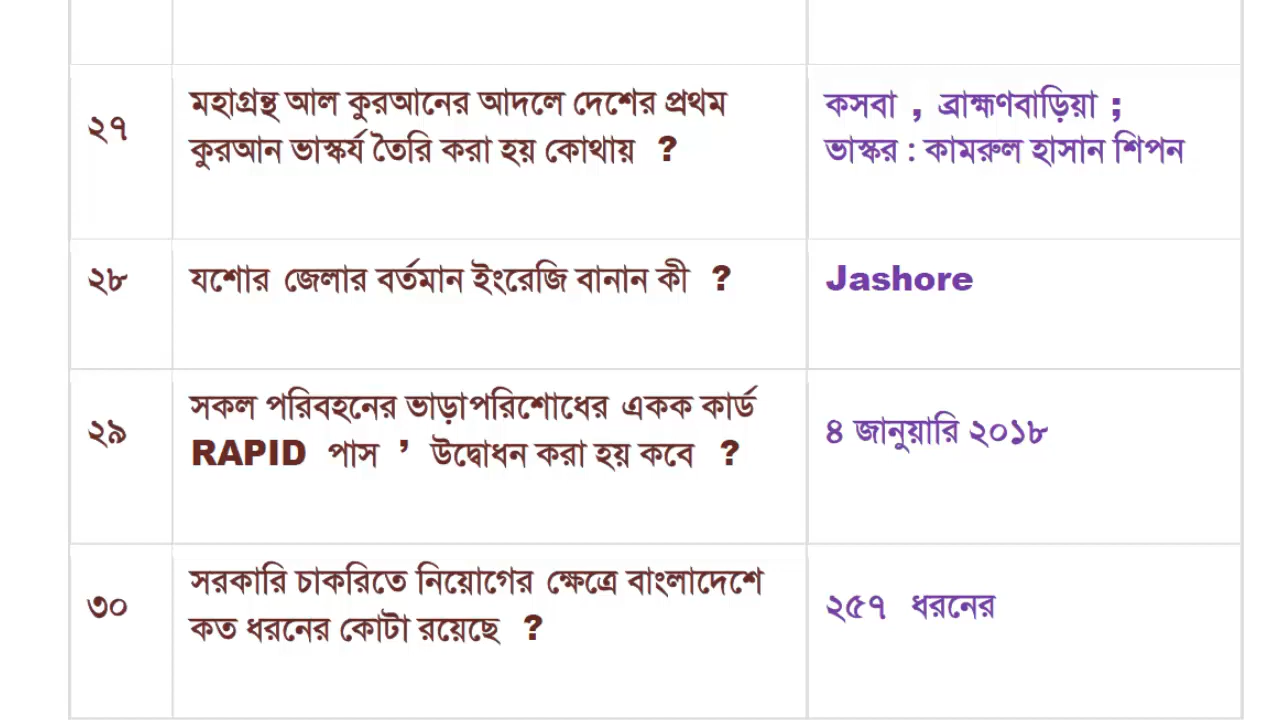 ২৭
মহাগ্রন্থ আল কুরআনের আদলে দেশের প্রথম
কুরআন ভাস্কর্য তৈরি করা হয় কোথায় ?
কসবা , ব্রাহ্মণবাড়িয়া ;
ভাস্কর : কামরুল হাসান শিপন
২৮
যশোর জেলার বর্তমান ইংরেজি বানান কী ?
Jashore
২৯
সকল পরিবহনের ভাড়াপরিশোধের একক কার্ড
RAPID পাস ’ উদ্বোধন করা হয় কবে ?
৪ জানুয়ারি ২০১৮
৩০
সরকারি চাকরিতে নিয়োগের ক্ষেত্রে বাংলাদেশে
কত ধরনের কোটা রয়েছে ?
২৫৭ ধরনের